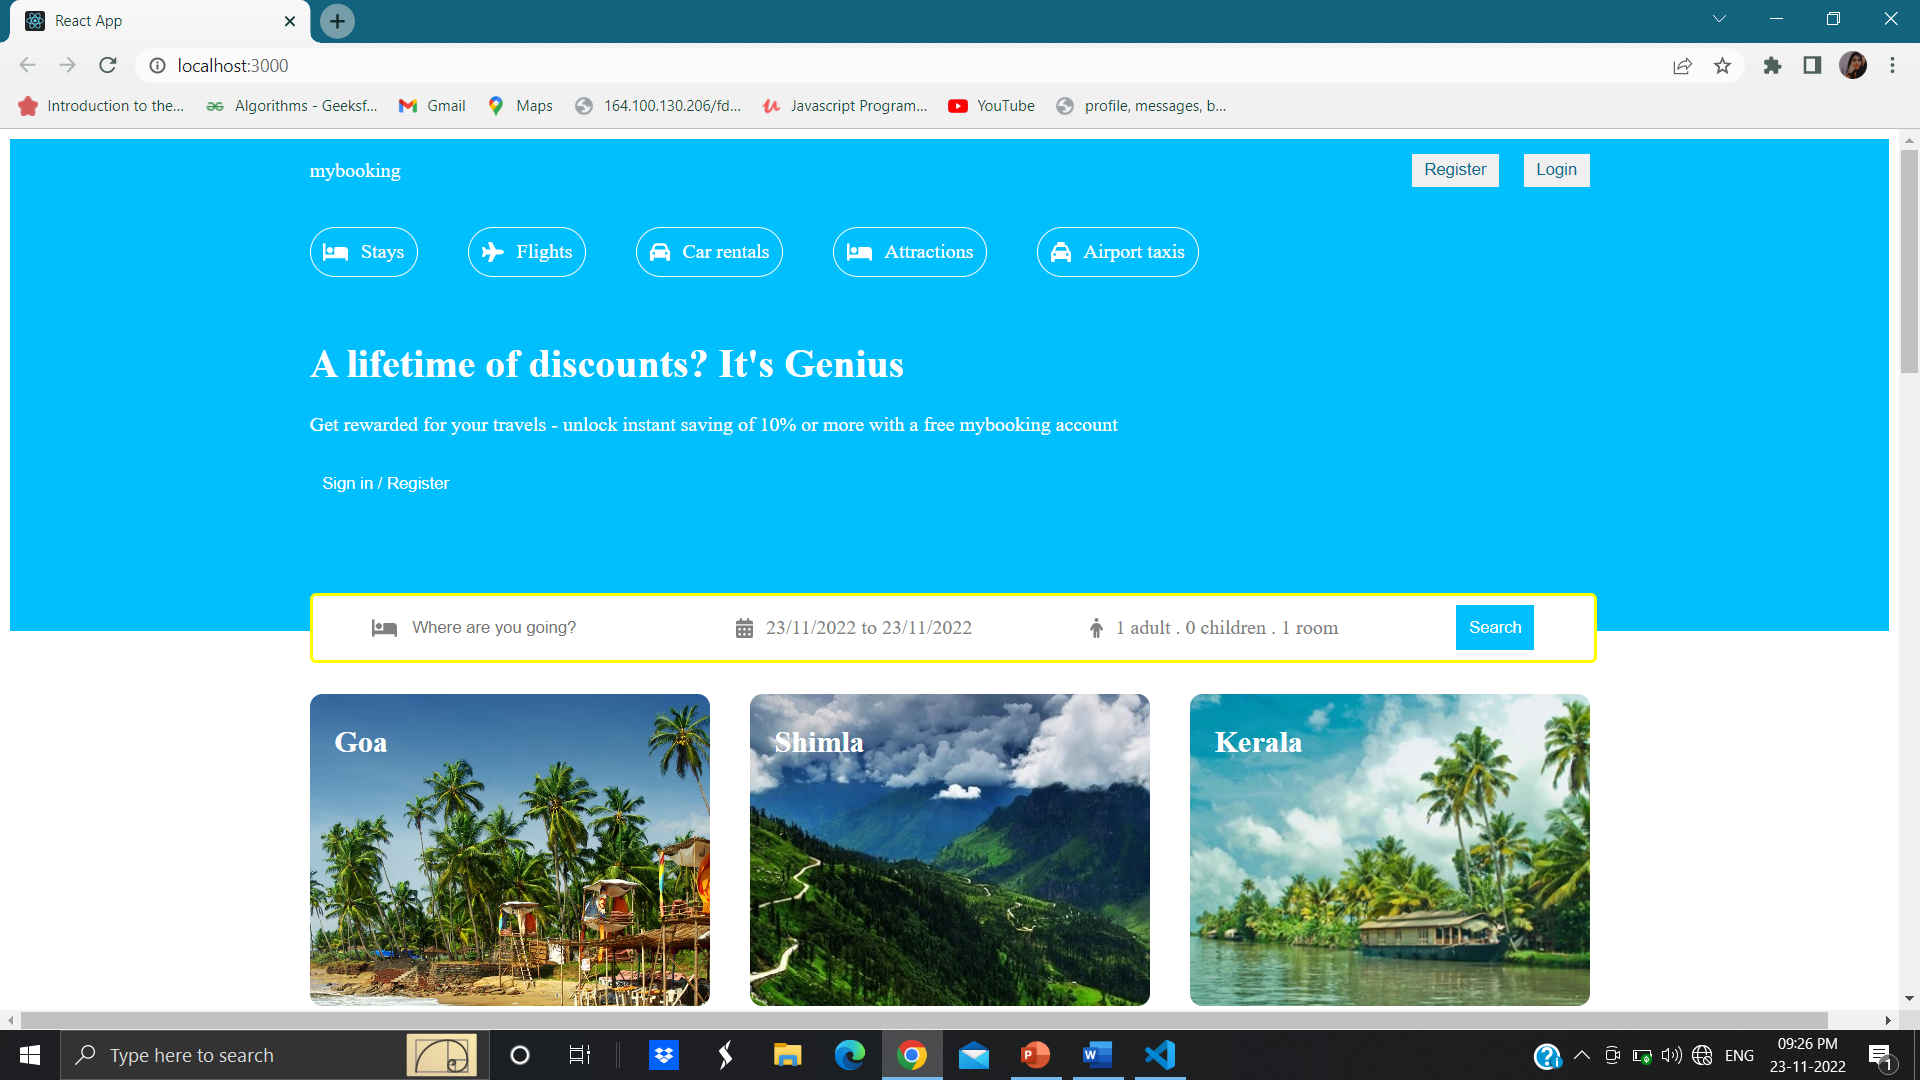 React App
localhost:3000
Introduction to the... Algorithms - Geeksf... Gmail Maps 164.100.130.206/fd... Javascript Program... YouTube profile, messages, b...
mybooking Register Login
Stays Flights Car rentals Attractions Airport taxis
A lifetime of discounts? It's Genius
Get rewarded for your travels - unlock instant saving of 10% or more with a free mybooking account
Sign in / Register
Where are you going? 23/11/2022 to 23/11/2022 1 adult . 0 children . 1 room Search
Goa Shimla Kerala
Type here to search ENG 09:26 PM
23-11-2022 1